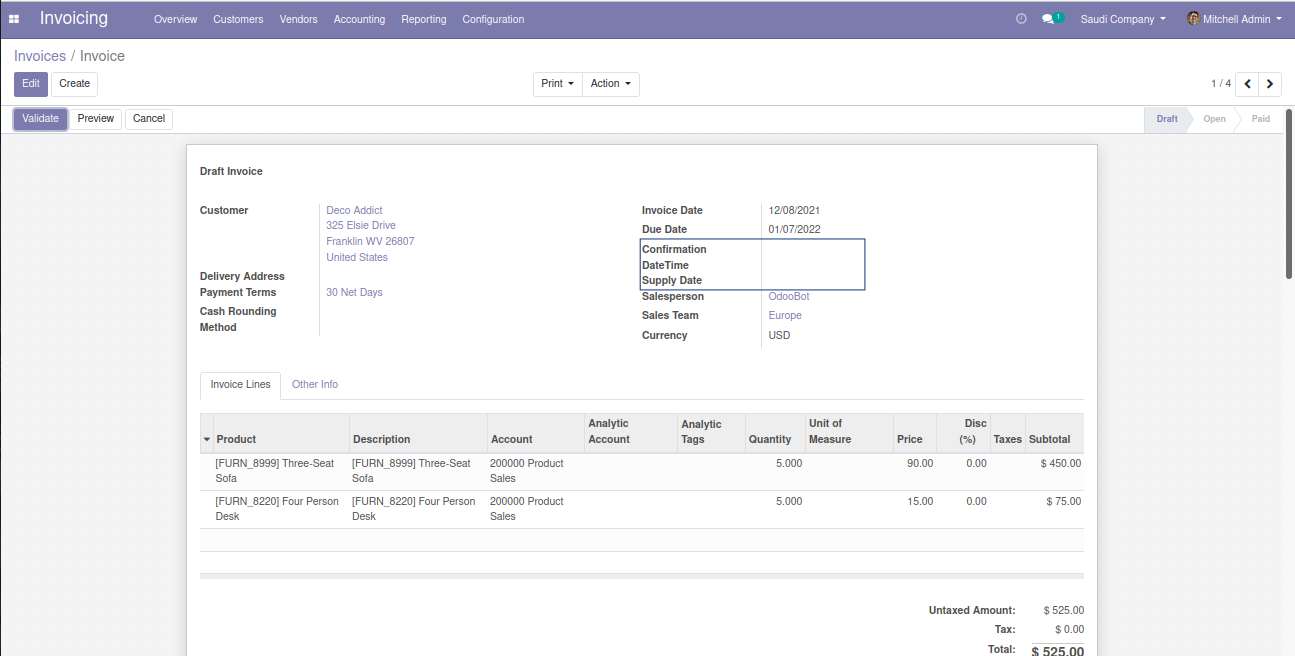 Invoicing Overview Customers Vendors Accounting Reporting Configuration 1 Saudi Company Mitchell Admin
Invoices / Invoice
Edit Create Print Action 1 / 4
Validate Preview Cancel Draft Open Paid
Draft Invoice
Customer Deco Addict
325 Elsie Drive
Franklin WV 26807
United States
Delivery Address
Payment Terms 30 Net Days
Cash Rounding
Method
Invoice Date 12/08/2021
Due Date 01/07/2022
Confirmation
DateTime
Supply Date
Salesperson OdooBot
Sales Team Europe
Currency USD
Invoice Lines Other Info
Product Description Account Analytic Account Analytic Tags Quantity Unit of Measure Price Disc (%) Taxes Subtotal
[FURN_8999] Three-Seat Sofa [FURN_8999] Three-Seat Sofa 200000 Product Sales 5.000 90.00 0.00 $ 450.00
[FURN_8220] Four Person Desk [FURN_8220] Four Person Desk 200000 Product Sales 5.000 15.00 0.00 $ 75.00
Untaxed Amount: $ 525.00
Tax: $ 0.00
Total: $ 525.00